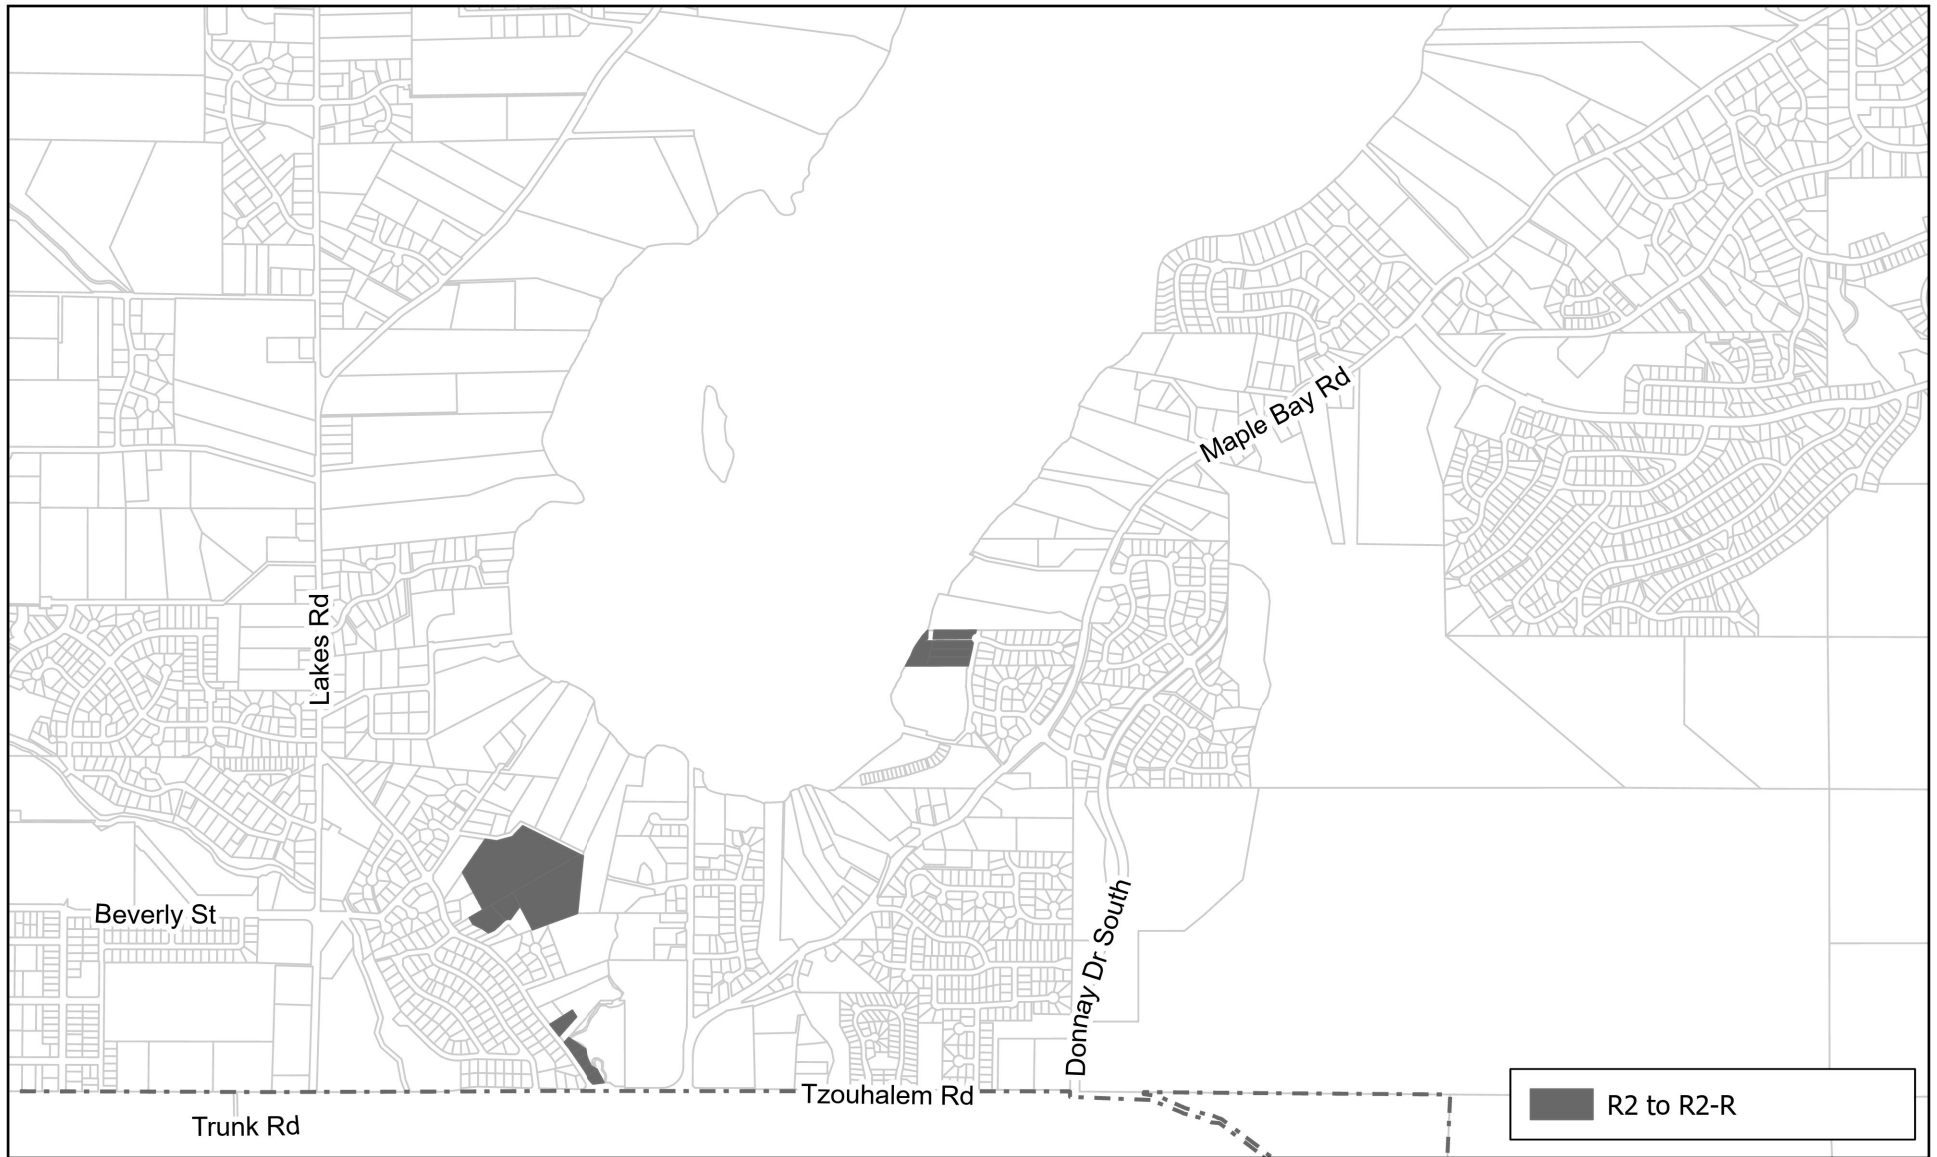 Maple Bay Rd
Lakes Rd
Beverly St
Donnay Dr South
Tzouhalem Rd
Trunk Rd
R2 to R2-R